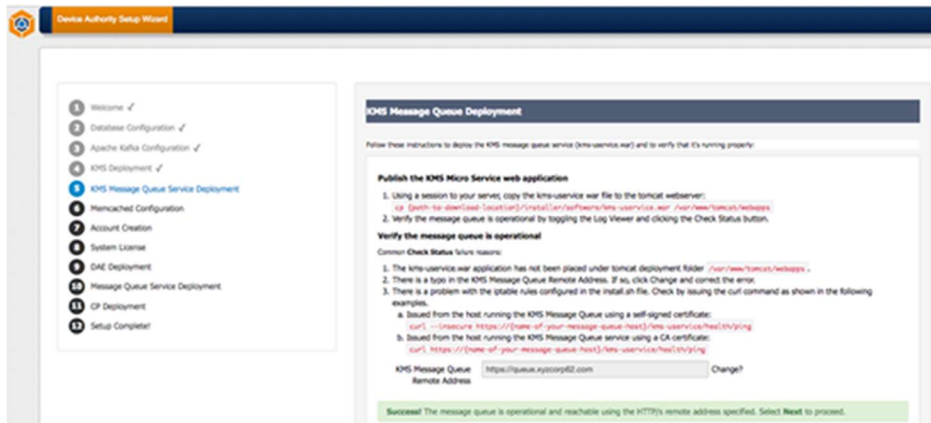 Device Authority Setup Wizard
1 Welcome ✓
2 Database Configuration ✓
3 Apache Kafka Configuration ✓
4 KMS Deployment ✓
5 KMS Message Queue Service Deployment
6 Memcached Configuration
7 Account Creation
8 System License
9 DAE Deployment
10 Message Queue Service Deployment
11 CP Deployment
12 Setup Complete!
KMS Message Queue Deployment
Follow these instructions to deploy the KMS message queue service (kms-uservice.war) and to verify that it's running properly:
Publish the KMS Micro Service web application
1. Using a session to your server, copy the kms-uservice war file to the tomcat webserver:
cp {path-to-download-location}/installer/software/kms-uservice.war /var/www/tomcat/webapps
2. Verify the message queue is operational by toggling the Log Viewer and clicking the Check Status button.
Verify the message queue is operational
Common Check Status failure reasons:
1. The kms-uservice.war application has not been placed under tomcat deployment folder /var/www/tomcat/webapps .
2. There is a typo in the KMS Message Queue Remote Address. If so, click Change and correct the error.
3. There is a problem with the iptable rules configured in the install.sh file. Check by issuing the curl command as shown in the following
examples.
a. Issued from the host running the KMS Message Queue using a self-signed certificate:
curl --insecure https://{name-of-your-message-queue-host}/kms-uservice/health/ping
b. Issued from the host running the KMS Message Queue service using a CA certificate:
curl https://{name-of-your-message-queue-host}/kms-uservice/health/ping
KMS Message Queue Remote Address https://queue.xyzcorp62.com Change?
Success! The message queue is operational and reachable using the HTTP/s remote address specified. Select Next to proceed.